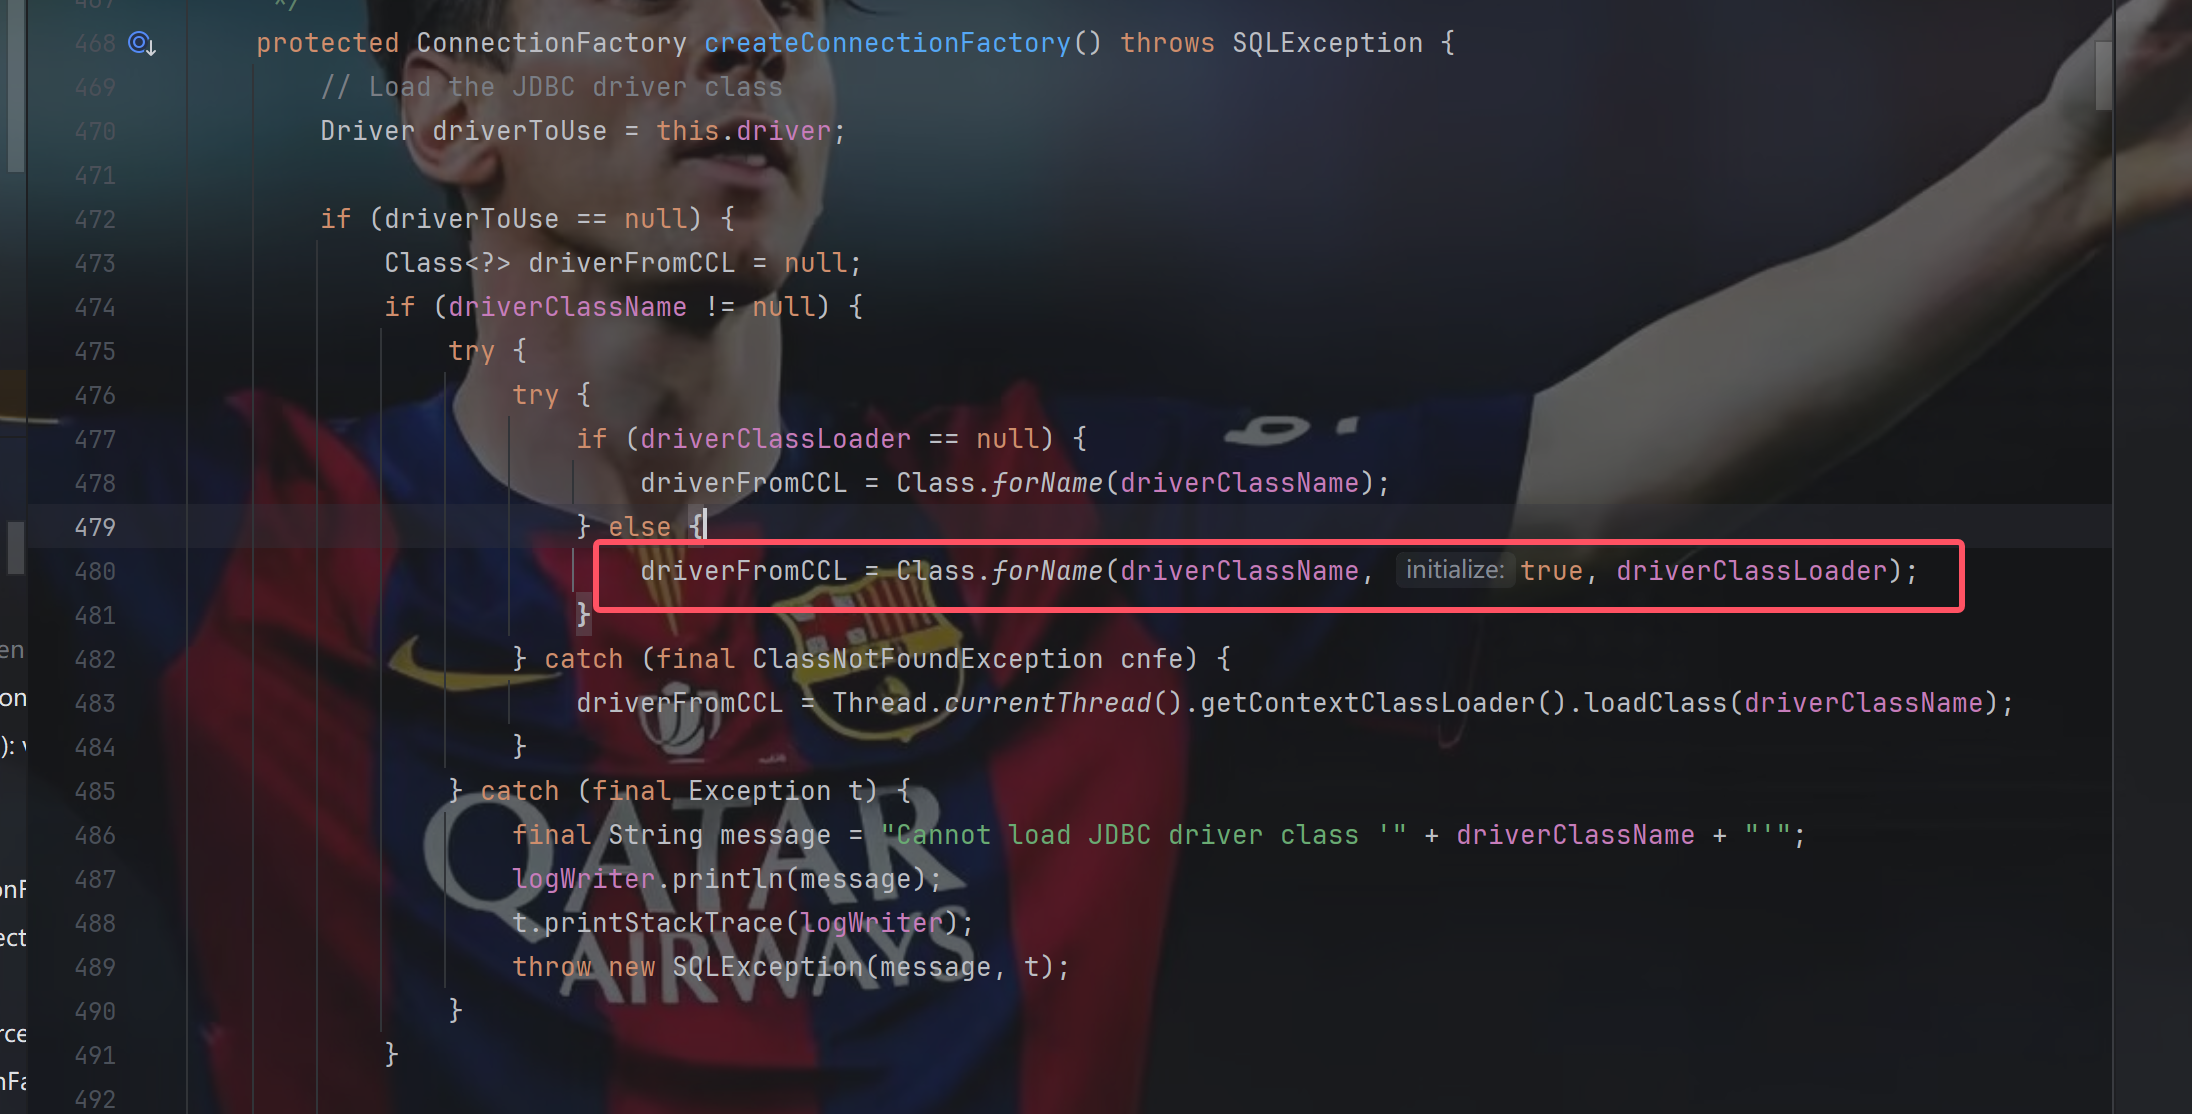 467 */
468 protected ConnectionFactory createConnectionFactory() throws SQLException {
469 // Load the JDBC driver class
470 Driver driverToUse = this.driver;
471
472 if (driverToUse == null) {
473 Class<?> driverFromCCL = null;
474 if (driverClassName != null) {
475 try {
476 try {
477 if (driverClassLoader == null) {
478 driverFromCCL = Class.forName(driverClassName);
479 } else {
480 driverFromCCL = Class.forName(driverClassName, initialize: true, driverClassLoader);
481 }
482 } catch (final ClassNotFoundException cnfe) {
483 driverFromCCL = Thread.currentThread().getContextClassLoader().loadClass(driverClassName);
484 }
485 } catch (final Exception t) {
486 final String message = "Cannot load JDBC driver class '" + driverClassName + "'";
487 logWriter.println(message);
488 t.printStackTrace(logWriter);
489 throw new SQLException(message, t);
490 }
491 }
492
en
on
): v
onF
ect
rce
nFa
QATAR
AIRWAYS